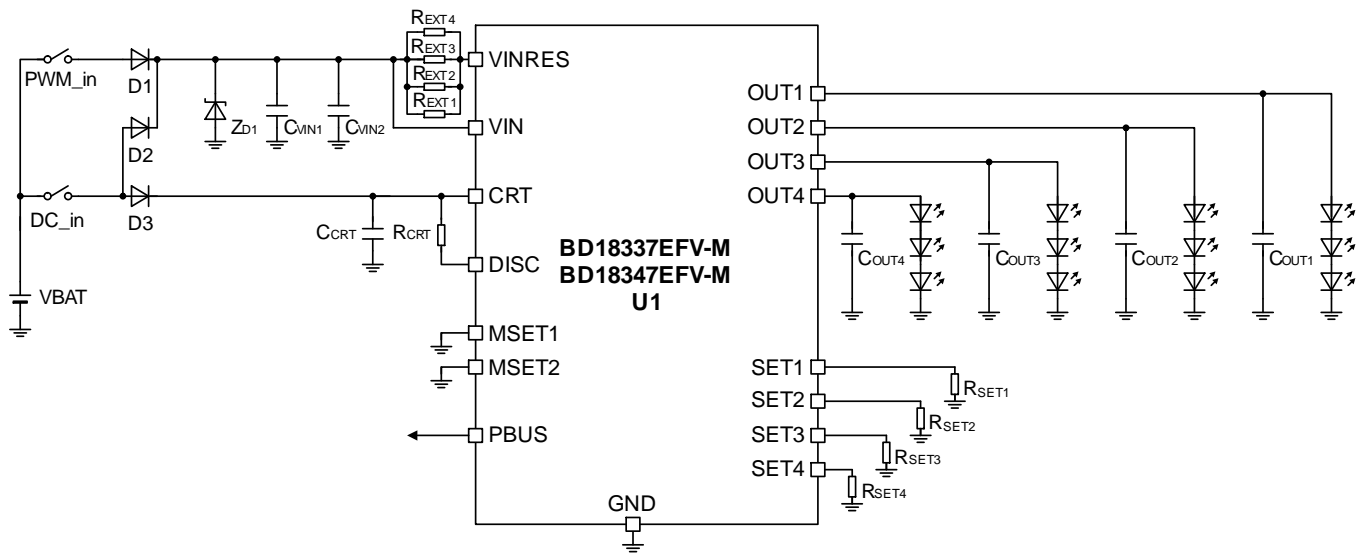 REXT4
REXT3
REXT2
REXT1
PWM_in
D1
D2
DC_in
D3
ZD1
CVIN1
CVIN2
CCRT
RCRT
VBAT
VINRES
VIN
CRT
DISC
MSET1
MSET2
PBUS
GND
BD18337EFV-M
BD18347EFV-M
U1
OUT1
OUT2
OUT3
OUT4
COUT4
COUT3
COUT2
COUT1
SET1
SET2
SET3
SET4
RSET1
RSET2
RSET3
RSET4